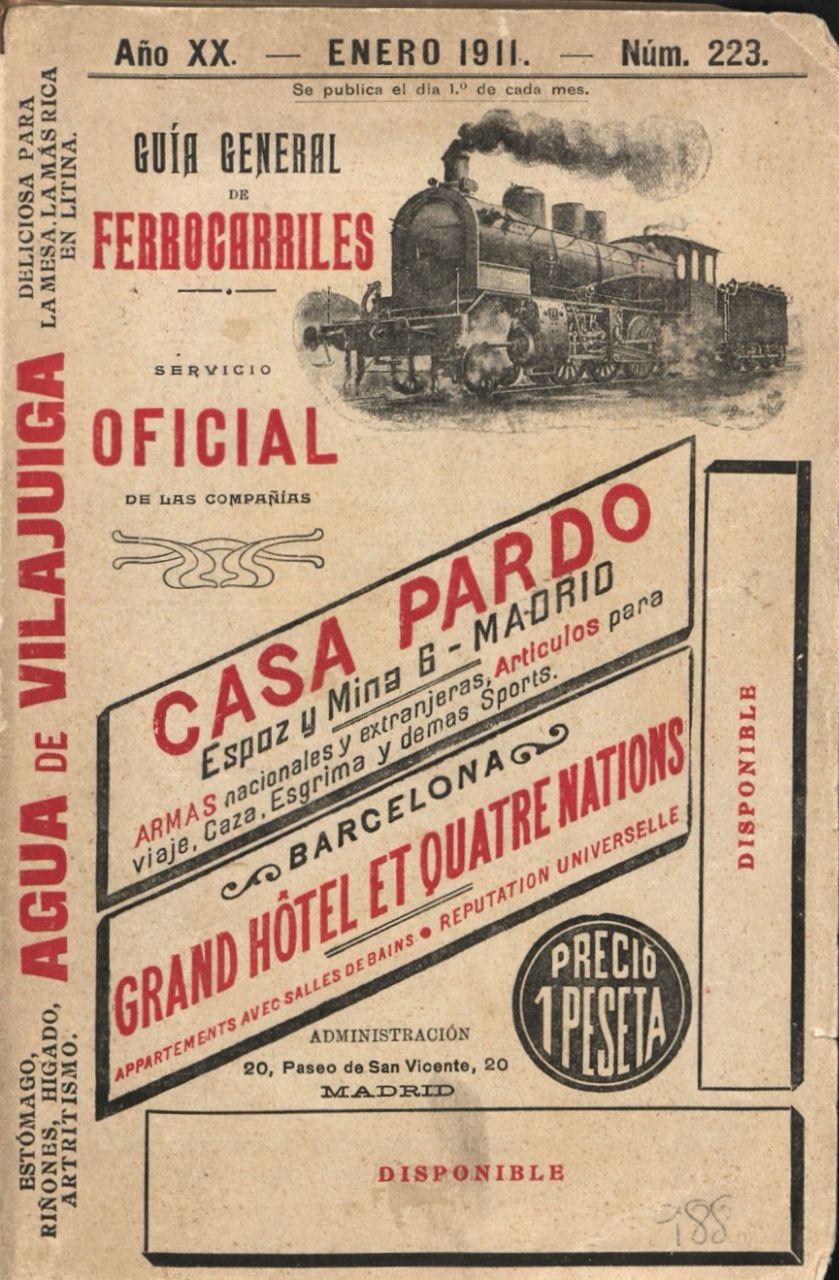 Año XX. — ENERO 1911. — Núm. 223.
Se publica el día 1.º de cada mes.
GUÍA GENERAL
DE
FERROCARRILES
SERVICIO
OFICIAL
DE LAS COMPAÑÍAS
CASA PARDO
Espoz y Mina 6 - MADRID
ARMAS nacionales y extranjeras, Articulos para
viaje, Caza, Esgrima y demas Sports.
BARCELONA
GRAND HÔTEL ET QUATRE NATIONS
APPARTEMENTS AVEC SALLES DE BAINS • REPUTATION UNIVERSELLE
PRECIO
1 PESETA
ADMINISTRACIÓN
20, Paseo de San Vicente, 20
MADRID
DISPONIBLE
DISPONIBLE
188
ESTÓMAGO,
RIÑONES, HIGADO,
ARTRITISMO.
AGUA DE VILAJUIGA
DELICIOSA PARA
LA MESA. LA MÁS RICA
EN LITINA.